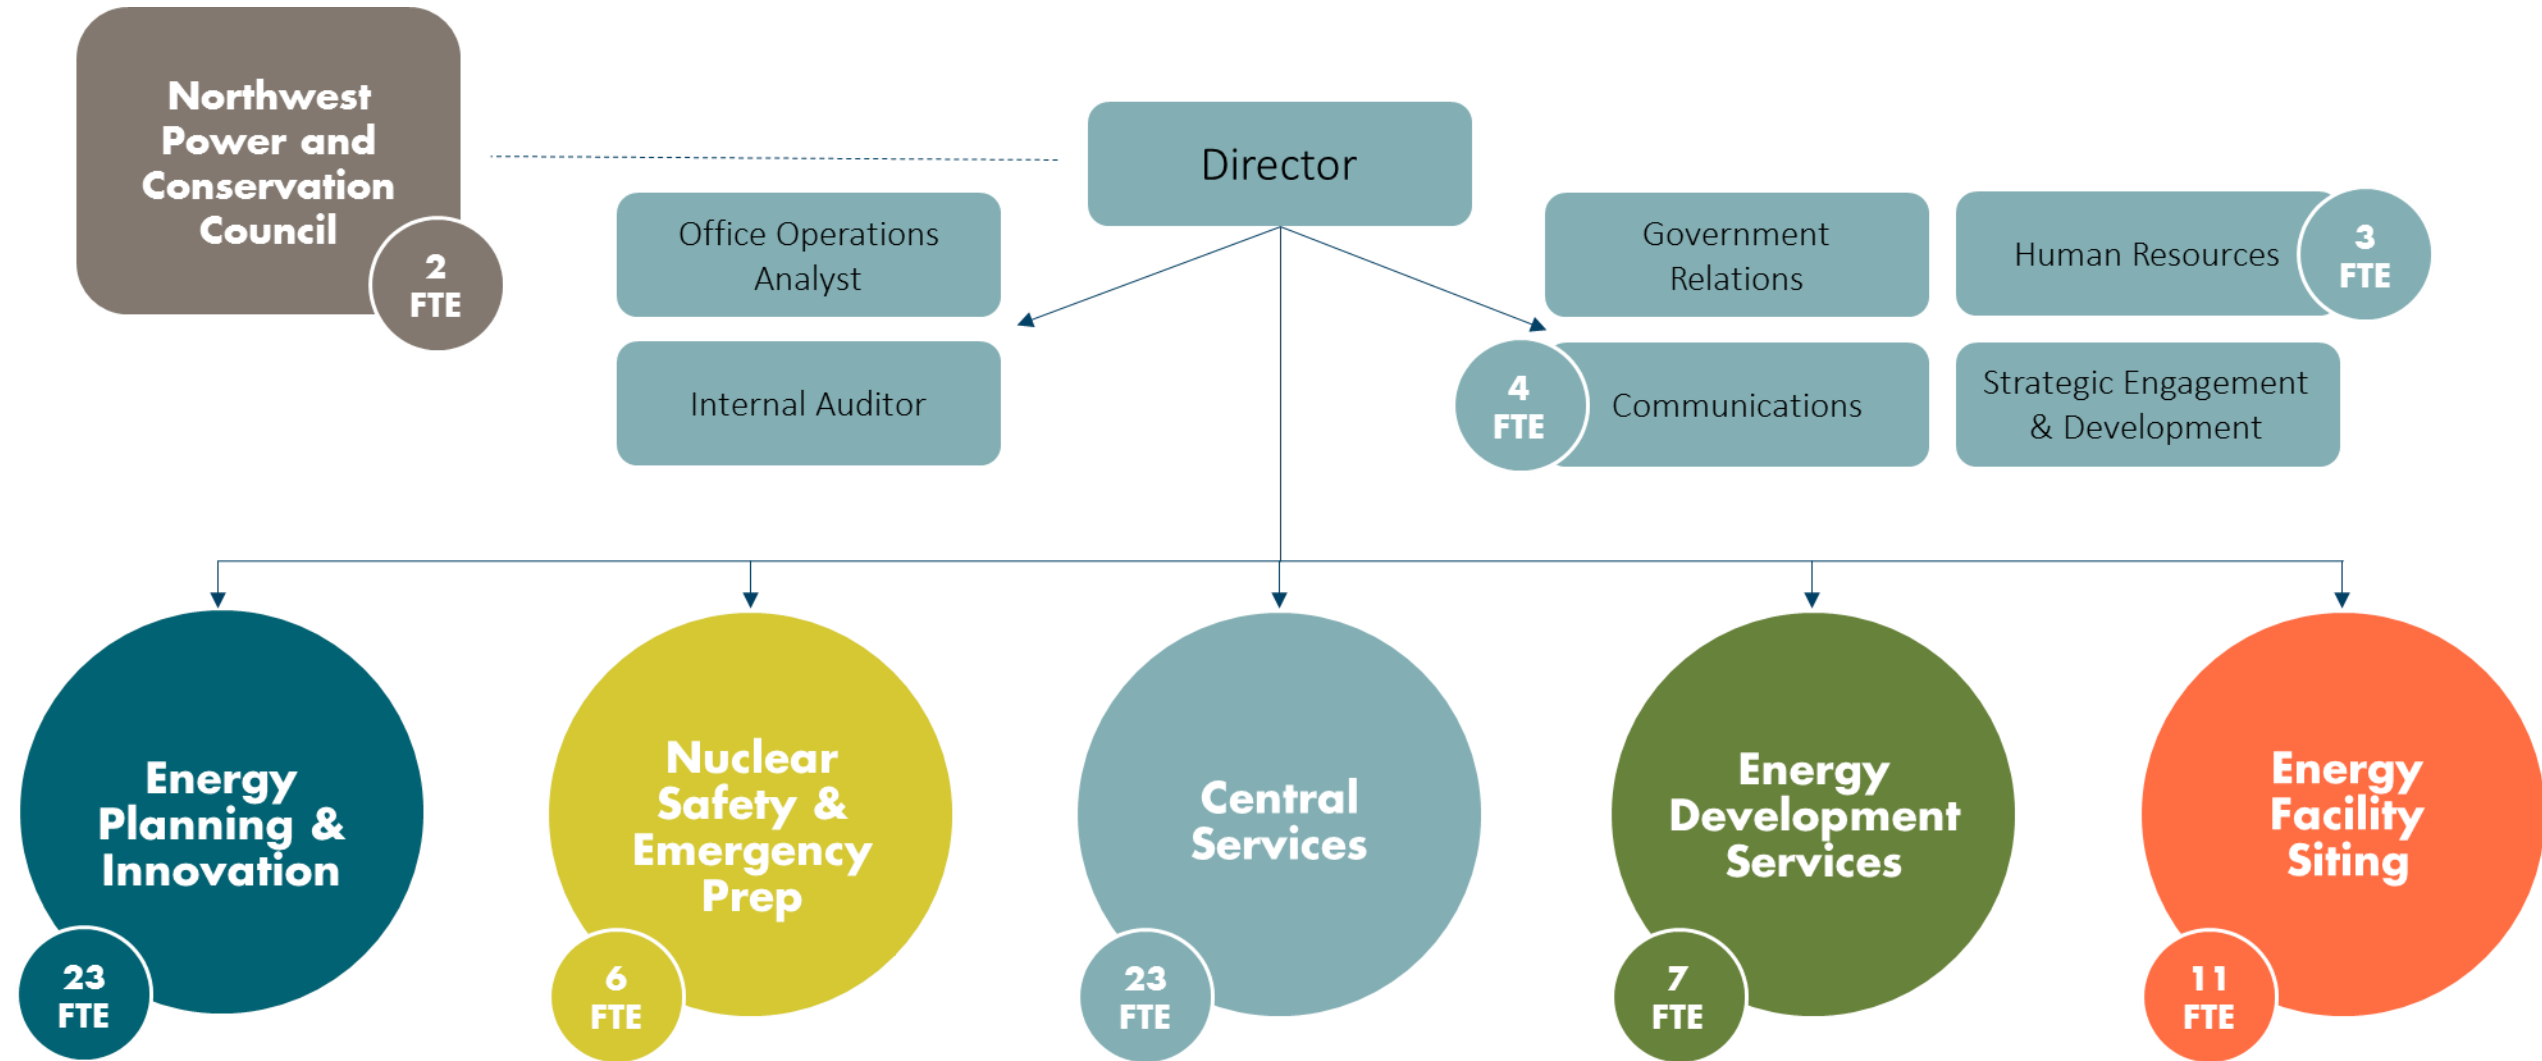 Northwest
Power and
Conservation
Council
2
FTE
Director
Office Operations
Analyst
Internal Auditor
Government
Relations
Human Resources
3
FTE
4
FTE
Communications
Strategic Engagement
& Development
Energy
Planning &
Innovation
23
FTE
Nuclear
Safety &
Emergency
Prep
6
FTE
Central
Services
23
FTE
Energy
Development
Services
7
FTE
Energy
Facility
Siting
11
FTE